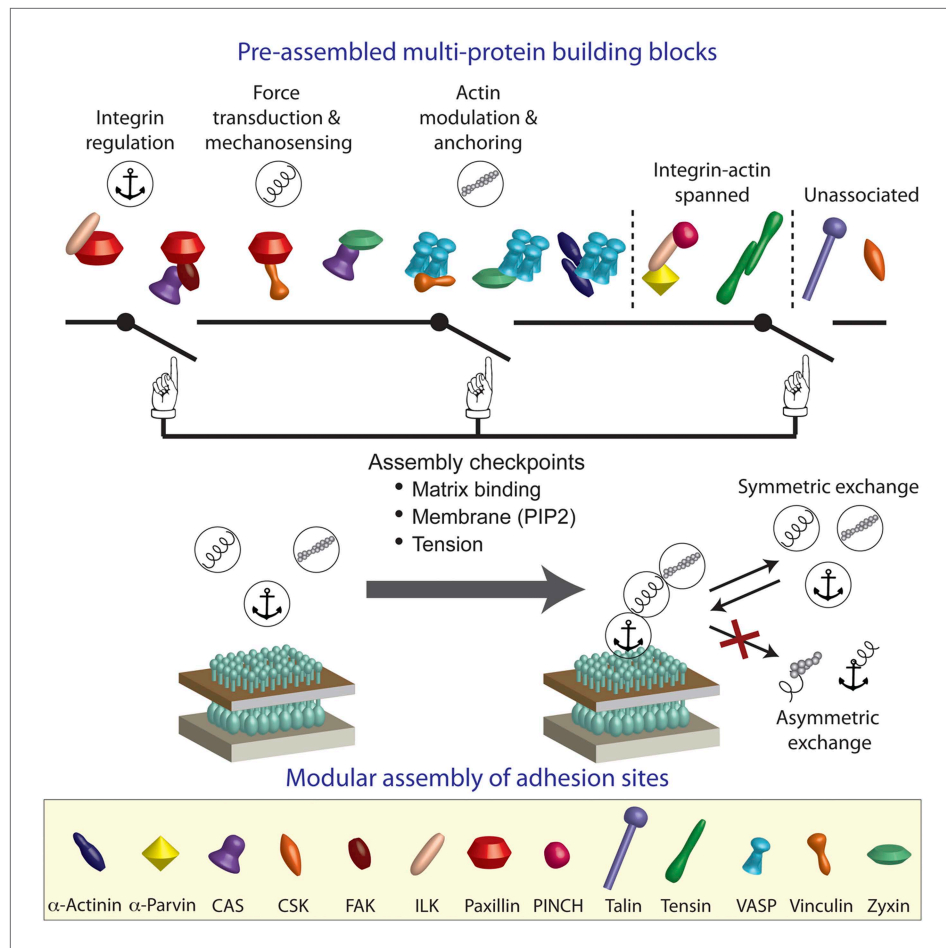 Pre-assembled multi-protein building blocks
Integrin
regulation
Force
transduction &
mechanosensing
Actin
modulation &
anchoring
Integrin-actin
spanned
Unassociated
Assembly checkpoints
• Matrix binding
• Membrane (PIP2)
• Tension
Symmetric exchange
Asymmetric
exchange
Modular assembly of adhesion sites
α-Actinin
α-Parvin
CAS
CSK
FAK
ILK
Paxillin
PINCH
Talin
Tensin
VASP
Vinculin
Zyxin